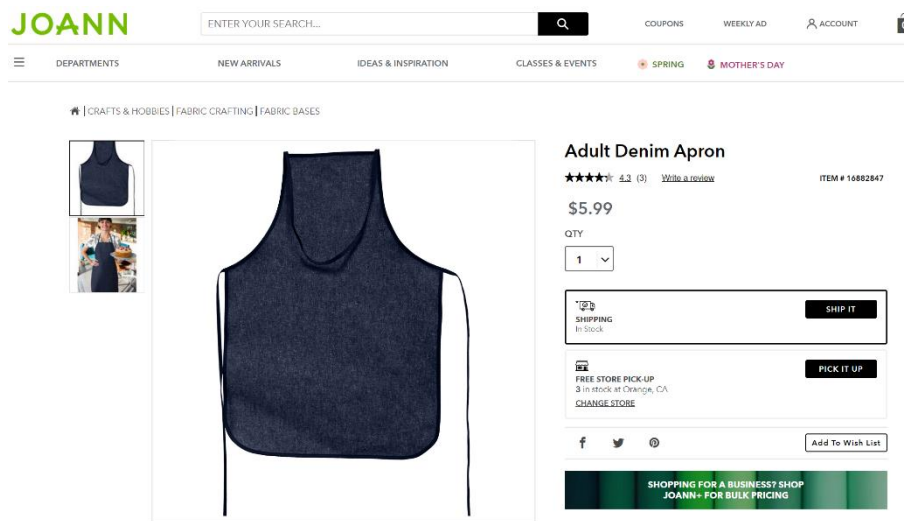 JOANN
ENTER YOUR SEARCH...
COUPONS
WEEKLY AD
ACCOUNT
DEPARTMENTS
NEW ARRIVALS
IDEAS & INSPIRATION
CLASSES & EVENTS
SPRING
MOTHER'S DAY
| CRAFTS & HOBBIES | FABRIC CRAFTING | FABRIC BASES
Adult Denim Apron
4.3 (3) Write a review
ITEM # 16882847
$5.99
QTY
1
SHIPPING
In Stock
SHIP IT
FREE STORE PICK-UP
3 in stock at Orange, CA
CHANGE STORE
PICK IT UP
Add To Wish List
SHOPPING FOR A BUSINESS? SHOP
JOANN+ FOR BULK PRICING